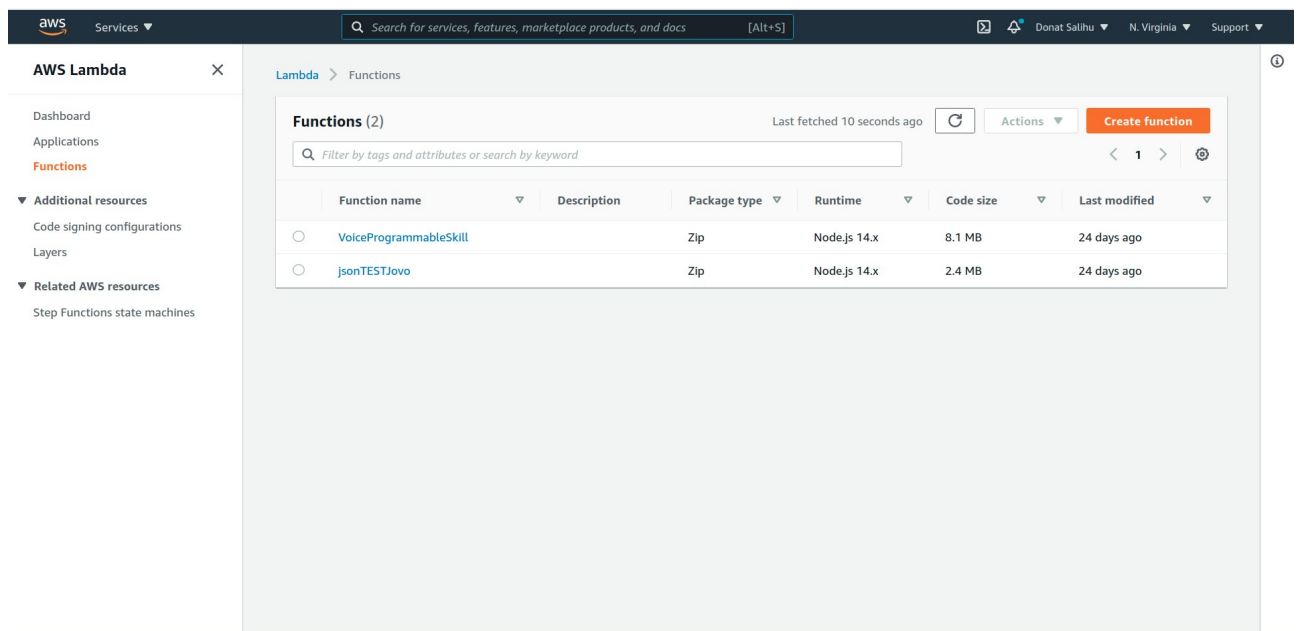 aws Services Search for services, features, marketplace products, and docs [Alt+S] Donat Salihu N. Virginia Support
AWS Lambda
Dashboard
Applications
Functions
Additional resources
Code signing configurations
Layers
Related AWS resources
Step Functions state machines
Lambda Functions
Functions (2) Last fetched 10 seconds ago Actions Create function
Filter by tags and attributes or search by keyword 1
Function name Description Package type Runtime Code size Last modified
VoiceProgrammableSkill Zip Node.js 14.x 8.1 MB 24 days ago
jsonTESTJovo Zip Node.js 14.x 2.4 MB 24 days ago